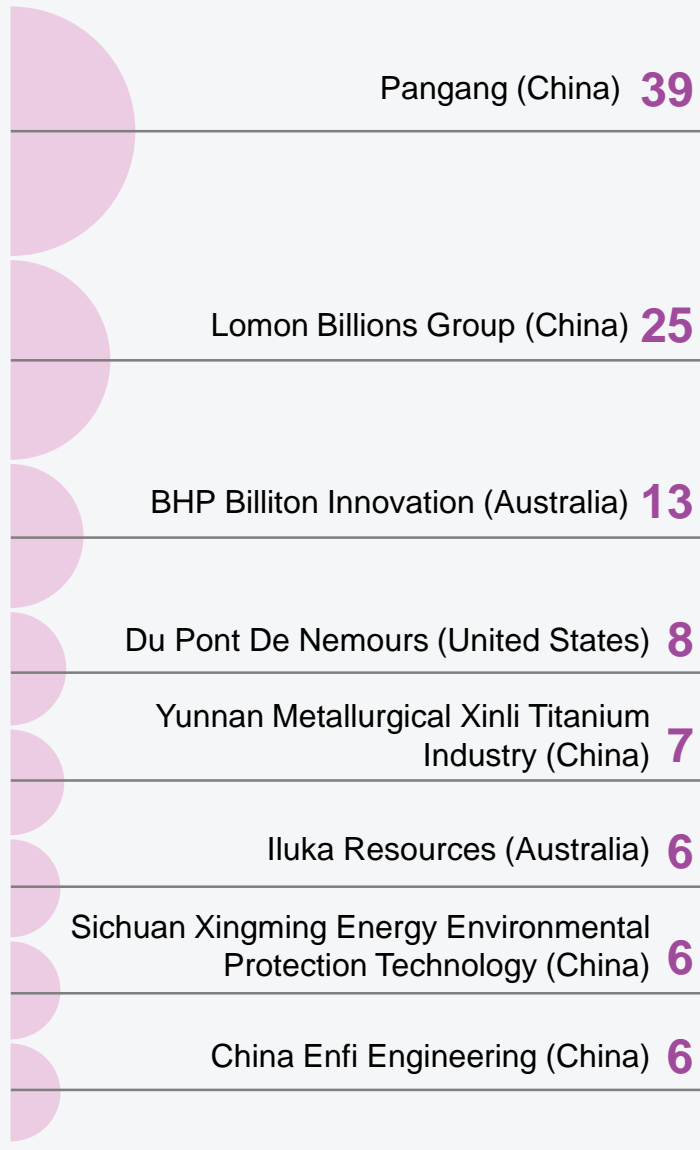 Pangang (China) 39
Lomon Billions Group (China) 25
BHP Billiton Innovation (Australia) 13
Du Pont De Nemours (United States) 8
Yunnan Metallurgical Xinli Titanium
Industry (China) 7
Iluka Resources (Australia) 6
Sichuan Xingming Energy Environmental
Protection Technology (China) 6
China Enfi Engineering (China) 6